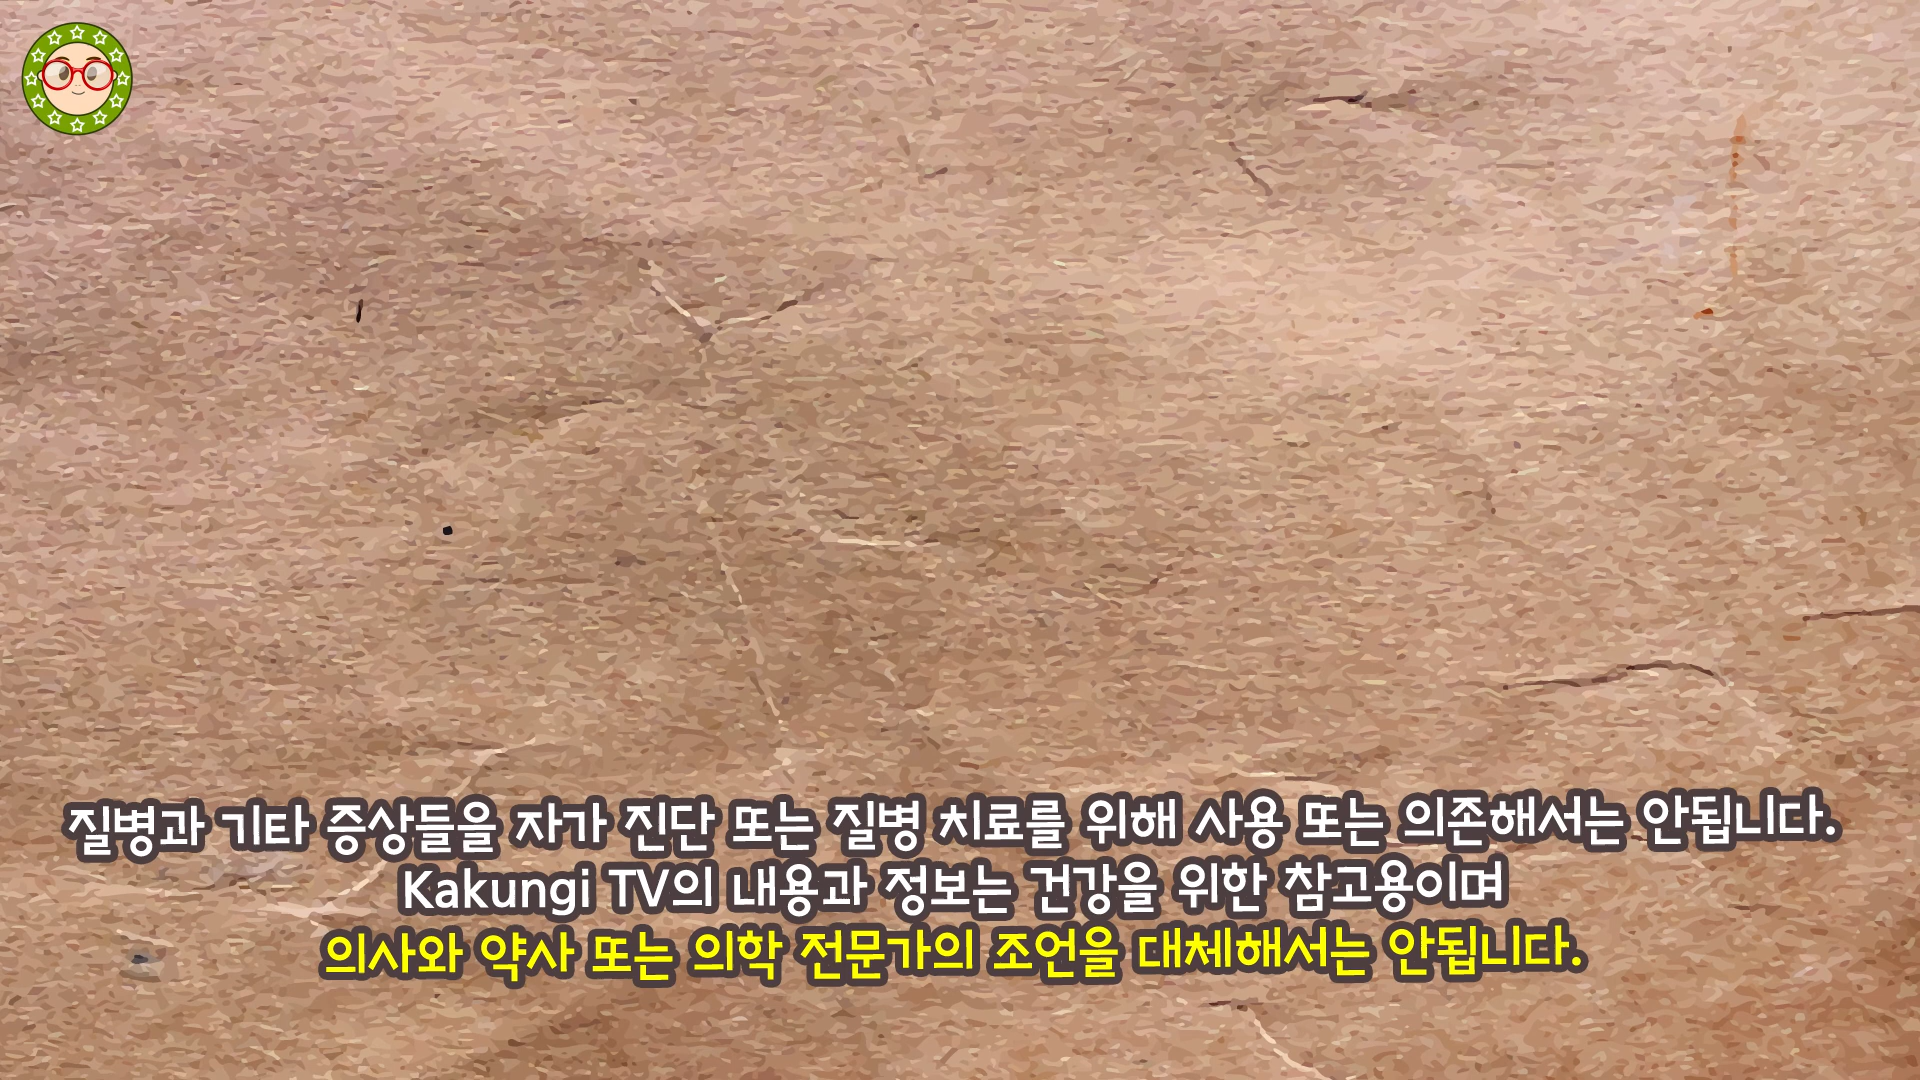 질병과 기타 증상들을 자가 진단 또는 질병 치료를 위해 사용 또는 의존해서는 안됩니다.
Kakungi TV의 내용과 정보는 건강을 위한 참고용이며
의사와 약사 또는 의학 전문가의 조언을 대체해서는 안됩니다.